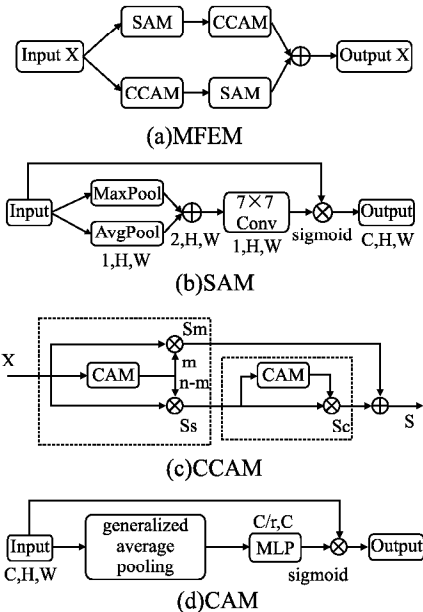 SAM CCAM
Input X Output X
CCAM SAM
(a)MFEM
MaxPool
Input 7×7 Conv Output
AvgPool
2,H,W 1,H,W sigmoid C,H,W
1,H,W
(b)SAM
Sm
X CAM m
n-m CAM
Ss Sc S
(c)CCAM
generalized average pooling
C/r,C
Input MLP Output
C,H,W sigmoid
(d)CAM